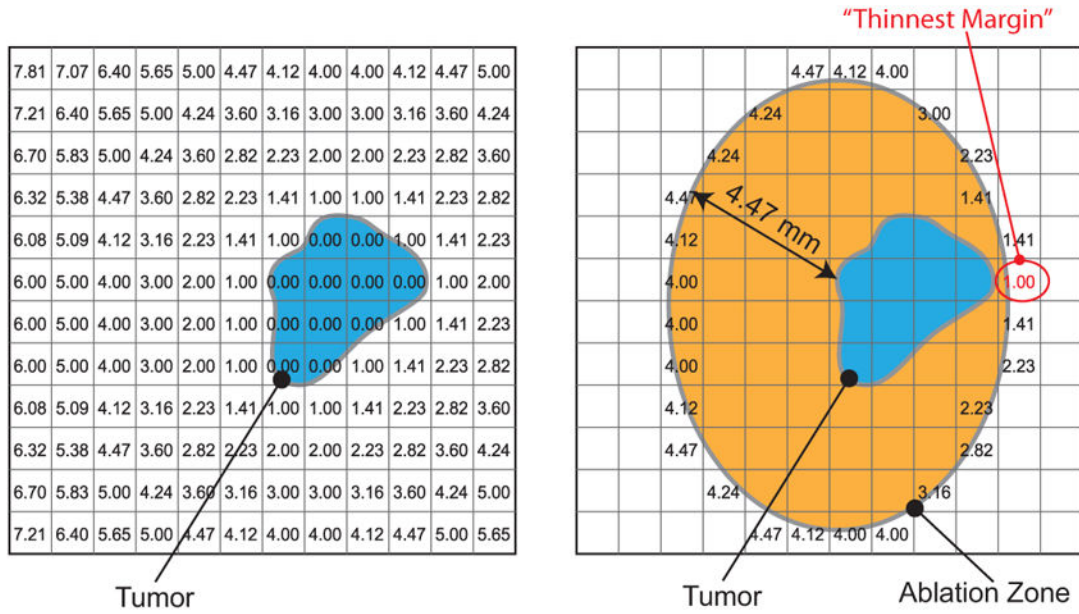 “Thinnest Margin”
7.81 7.07 6.40 5.65 5.00 4.47 4.12 4.00 4.00 4.12 4.47 5.00
7.21 6.40 5.65 5.00 4.24 3.60 3.16 3.00 3.00 3.16 3.60 4.24
6.70 5.83 5.00 4.24 3.60 2.82 2.23 2.00 2.00 2.23 2.82 3.60
6.32 5.38 4.47 3.60 2.82 2.23 1.41 1.00 1.00 1.41 2.23 2.82
6.08 5.09 4.12 3.16 2.23 1.41 1.00 0.00 0.00 1.00 1.41 2.23
6.00 5.00 4.00 3.00 2.00 1.00 0.00 0.00 0.00 0.00 1.00 2.00
6.00 5.00 4.00 3.00 2.00 1.00 0.00 0.00 0.00 1.00 1.41 2.23
6.00 5.00 4.00 3.00 2.00 1.00 0.00 0.00 1.00 1.41 2.23 2.82
6.08 5.09 4.12 3.16 2.23 1.41 1.00 1.00 1.41 2.23 2.82 3.60
6.32 5.38 4.47 3.60 2.82 2.23 2.00 2.00 2.23 2.82 3.60 4.24
6.70 5.83 5.00 4.24 3.60 3.16 3.00 3.00 3.16 3.60 4.24 5.00
7.21 6.40 5.65 5.00 4.47 4.12 4.00 4.00 4.12 4.47 5.00 5.65
Tumor
4.47 4.12 4.00
4.24 3.00
4.24 2.23
4.47 1.41
4.47 mm
4.12 1.41
4.00 1.00
4.00 1.41
4.00 2.23
4.12 2.23
4.47 2.82
4.24 3.16
4.47 4.12 4.00 4.00
Tumor
Ablation Zone